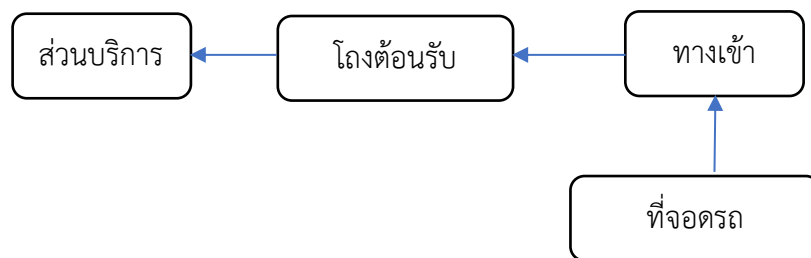 ส่วนบริการ
โถงต้อนรับ
ทางเข้า
ที่จอดรถ